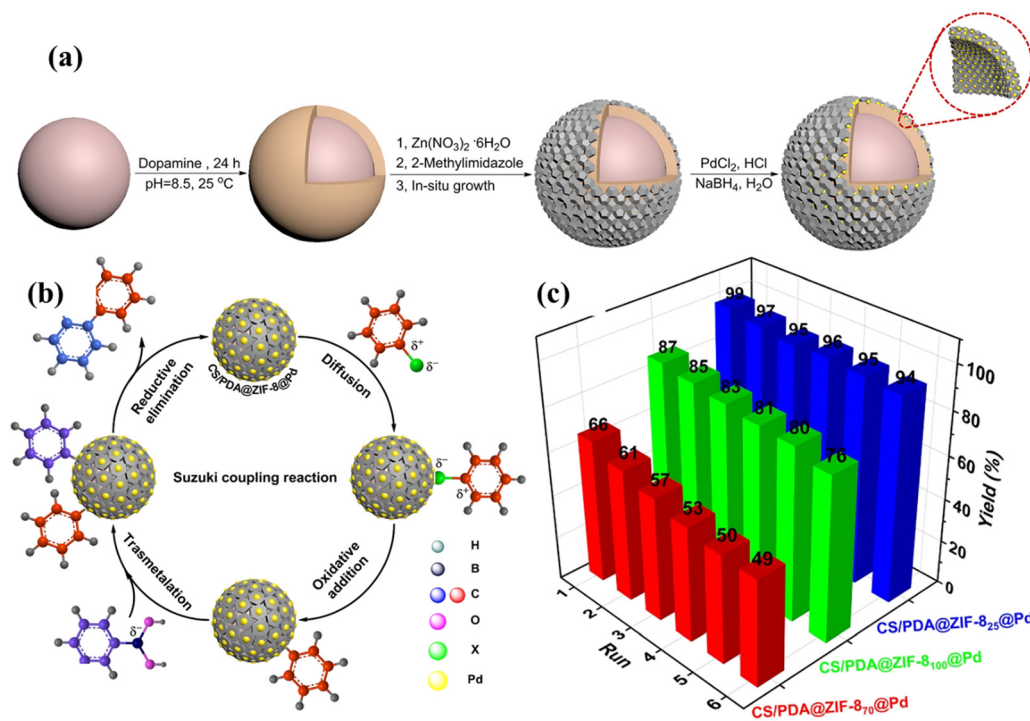 (a)
Dopamine , 24 h
pH=8.5, 25 °C
1, Zn(NO₃)₂ ·6H₂O
2, 2-Methylimidazole
3, In-situ growth
PdCl₂, HCl
NaBH₄, H₂O
(b)
CS/PDA@ZIF-8@Pd
Diffusion
δ⁺
δ⁻
Reductive
elimination
Suzuki coupling reaction
δ⁻
δ⁺
Oxidative
addition
Trasmetalation
δ⁻
H
B
C
O
X
Pd
(c)
99
97
95
96
95
94
87
85
83
81
80
76
66
61
57
53
50
49
100
80
60
40
20
0
Yield (%)
1
2
3
4
5
6
Run
CS/PDA@ZIF-8₂₅@Pd
CS/PDA@ZIF-8₁₀₀@Pd
CS/PDA@ZIF-8₇₀@Pd